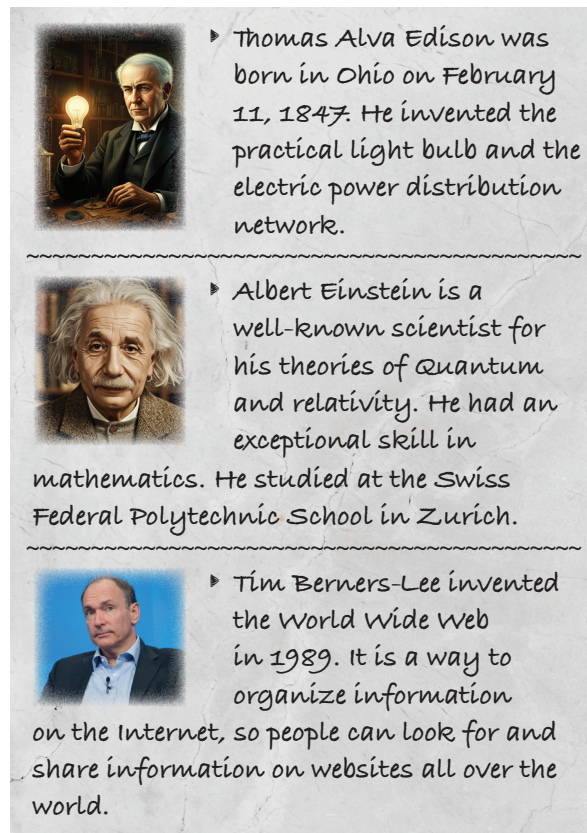 Thomas Alva Edison was
born in Ohio on February
11, 1847. He invented the
practical light bulb and the
electric power distribution
network.
~~~~~~~~~~~~~~~~~~~~~~~~~~~~~~~~~~~~~~~~~~~
Albert Einstein is a
well-known scientist for
his theories of Quantum
and relativity. He had an
exceptional skill in
mathematics. He studied at the Swiss
Federal Polytechnic School in Zurich.
~~~~~~~~~~~~~~~~~~~~~~~~~~~~~~~~~~~~~~~~~~~
Tim Berners-Lee invented
the World Wide Web
in 1989. It is a way to
organize information
on the Internet, so people can look for and
share information on websites all over the
world.